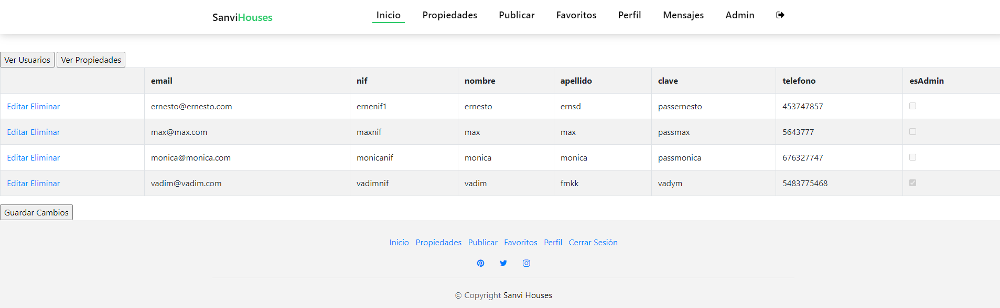 SanviHouses Inicio Propiedades Publicar Favoritos Perfil Mensajes Admin
Ver Usuarios Ver Propiedades
email nif nombre apellido clave telefono esAdmin
Editar Eliminar ernesto@ernesto.com ernenif1 ernesto ernsd passernesto 453747857
Editar Eliminar max@max.com maxnif max max passmax 5643777
Editar Eliminar monica@monica.com monicanif monica monica passmonica 676327747
Editar Eliminar vadim@vadim.com vadimnif vadim fmkk vadym 5483775468
Guardar Cambios
Inicio Propiedades Publicar Favoritos Perfil Cerrar Sesión
© Copyright Sanvi Houses